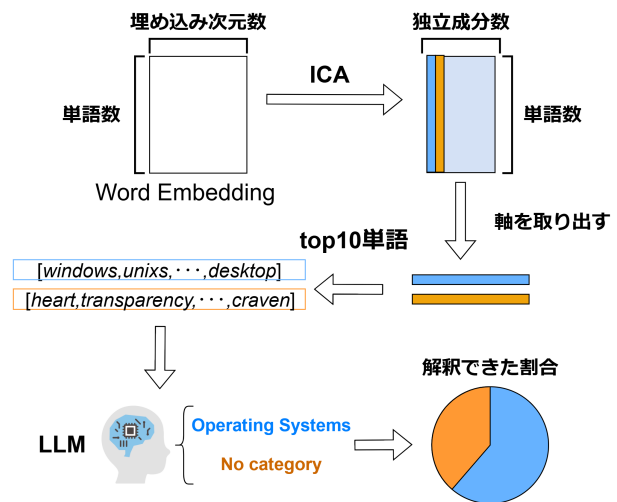 埋め込み次元数
独立成分数
ICA
単語数
単語数
Word Embedding
軸を取り出す
top10単語
[windows,unixs,･･･,desktop]
[heart,transparency,･･･,craven]
解釈できた割合
LLM
Operating Systems
No category